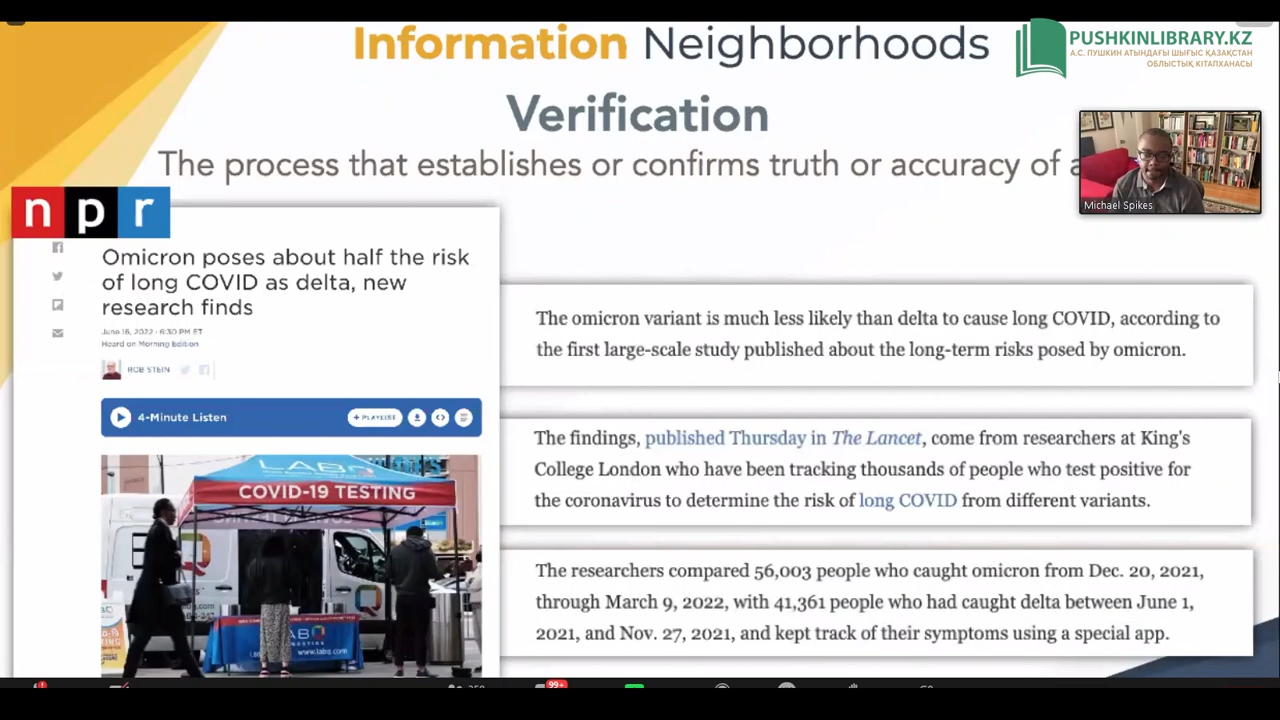 Information Neighborhoods
PUSHKINLIBRARY.KZ
А.С. ПУШКИН АТЫНДАҒЫ ШЫҒЫС ҚАЗАҚСТАН
ОБЛЫСТЫҚ КІТАПХАНАСЫ
Verification
The process that establishes or confirms truth or accuracy of
Michael Spikes
npr
Omicron poses about half the risk
of long COVID as delta, new
research finds
June 16, 2022 · 6:30 PM ET
Heard on Morning Edition
ROB STEIN
4-Minute Listen
+ PLAYLIST
LABQ
COVID-19 TESTING
LABQ
www.labq.com
The omicron variant is much less likely than delta to cause long COVID, according to
the first large-scale study published about the long-term risks posed by omicron.
The findings, published Thursday in The Lancet, come from researchers at King's
College London who have been tracking thousands of people who test positive for
the coronavirus to determine the risk of long COVID from different variants.
The researchers compared 56,003 people who caught omicron from Dec. 20, 2021,
through March 9, 2022, with 41,361 people who had caught delta between June 1,
2021, and Nov. 27, 2021, and kept track of their symptoms using a special app.
99+